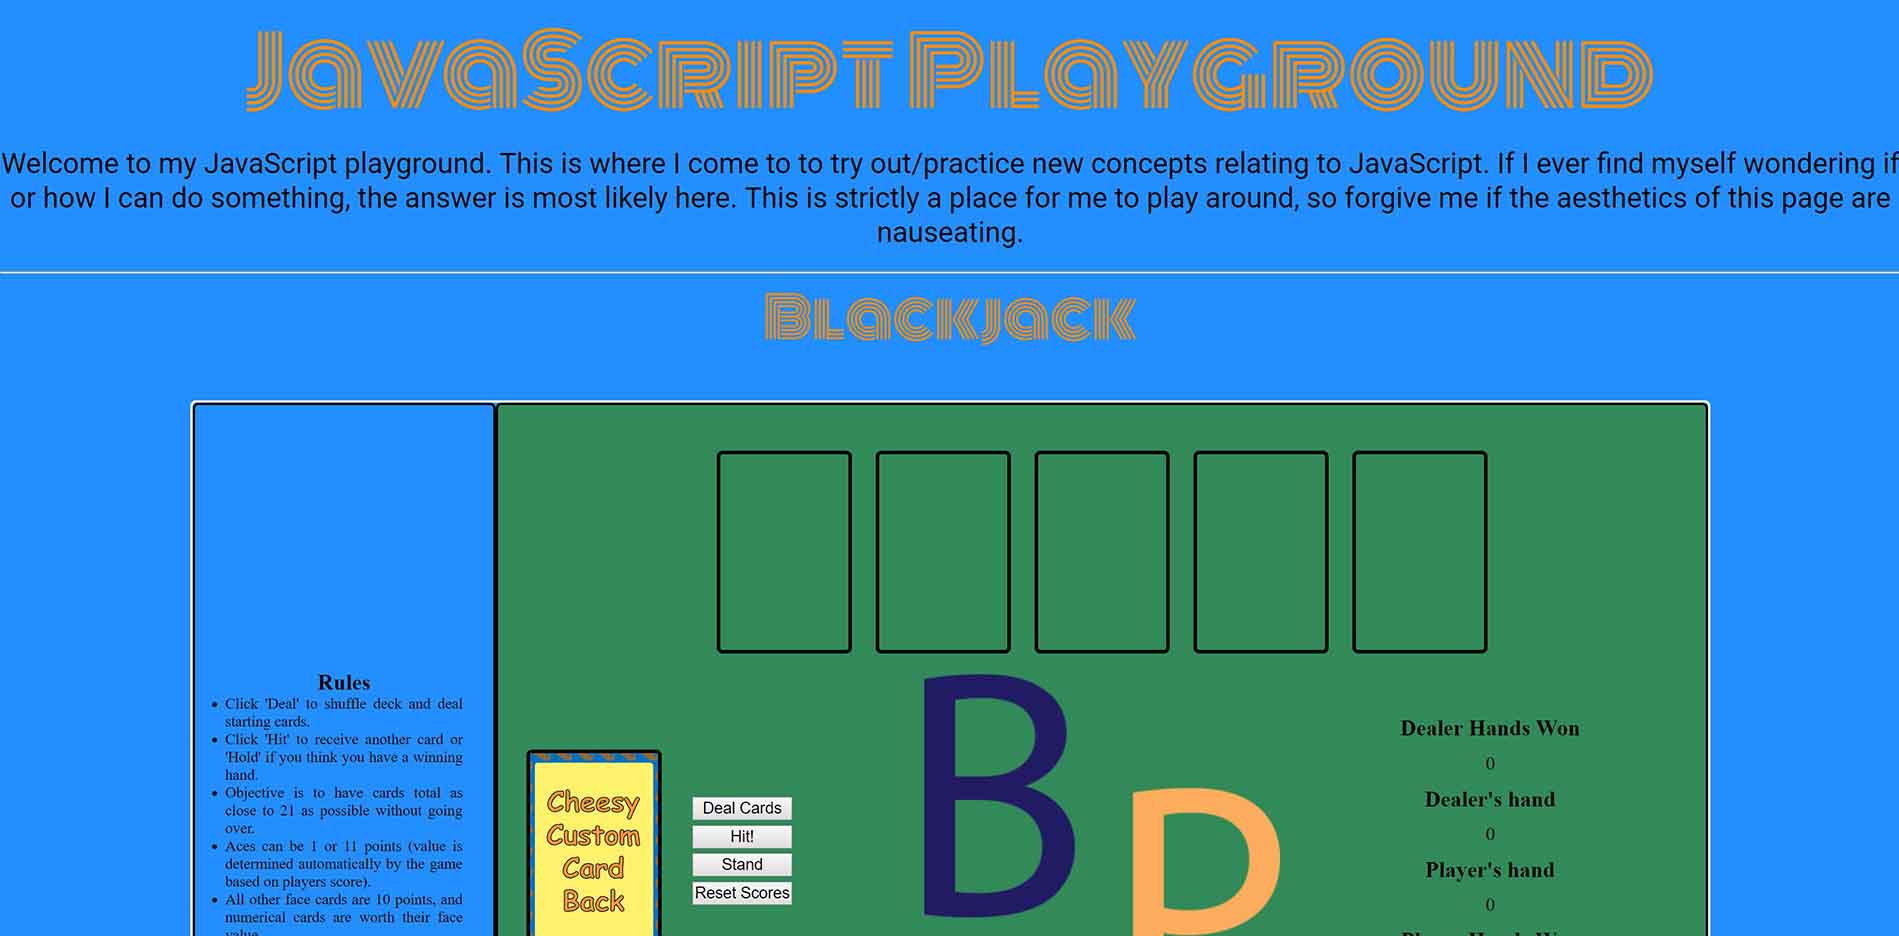 JavaScript Playground
Welcome to my JavaScript playground. This is where I come to to try out/practice new concepts relating to JavaScript. If I ever find myself wondering if
or how I can do something, the answer is most likely here. This is strictly a place for me to play around, so forgive me if the aesthetics of this page are
nauseating.
Blackjack
Rules
• Click 'Deal' to shuffle deck and deal
starting cards.
• Click 'Hit' to receive another card or
'Hold' if you think you have a winning
hand.
• Objective is to have cards total as
close to 21 as possible without going
over.
• Aces can be 1 or 11 points (value is
determined automatically by the game
based on players score).
• All other face cards are 10 points, and
numerical cards are worth their face
value.
Cheesy
Custom
Card
Back
Deal Cards
Hit!
Stand
Reset Scores
B
P
Dealer Hands Won
0
Dealer's hand
0
Player's hand
0